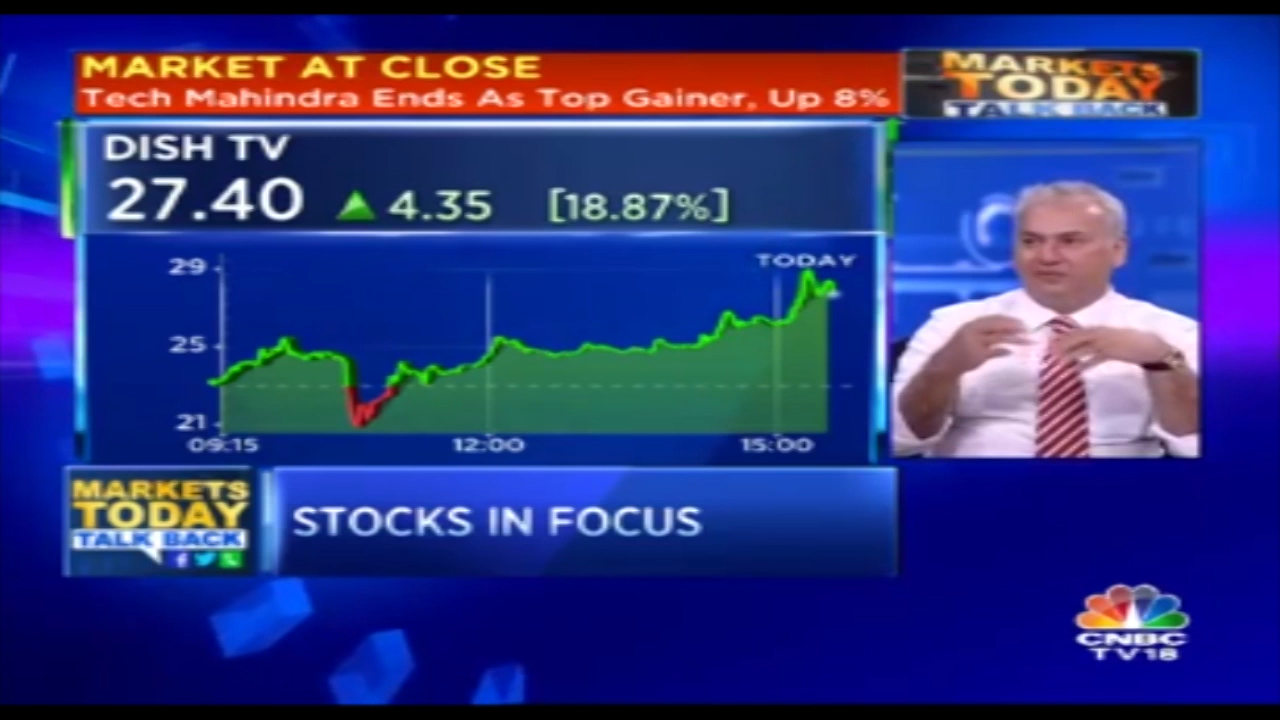 MARKET AT CLOSE
Tech Mahindra Ends As Top Gainer, Up 8%
MARKETS
TODAY
TALK BACK
DISH TV
27.40 ▲ 4.35 [18.87%]
TODAY
29
25
21
09:15 12:00 15:00
MARKETS
TODAY
TALK BACK
STOCKS IN FOCUS
CNBC
TV18